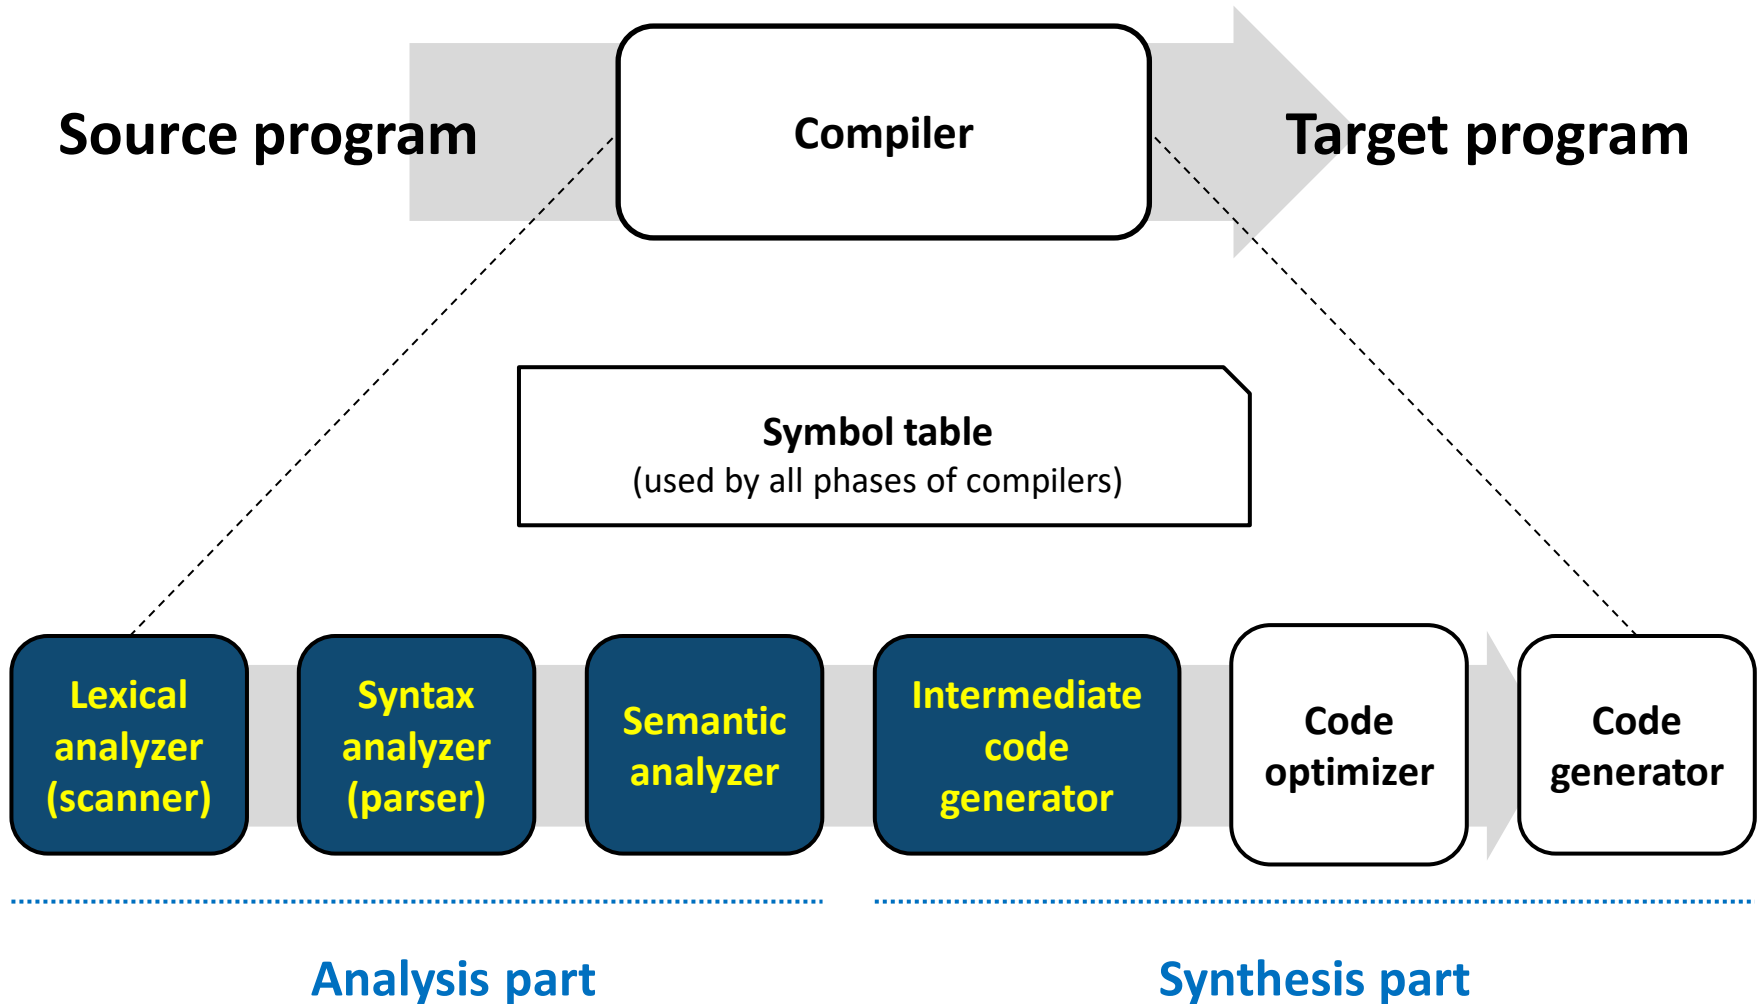 Source program
Compiler
Target program
Symbol table
(used by all phases of compilers)
Lexical
analyzer
(scanner)
Syntax
analyzer
(parser)
Semantic
analyzer
Intermediate
code
generator
Code
optimizer
Code
generator
Analysis part
Synthesis part